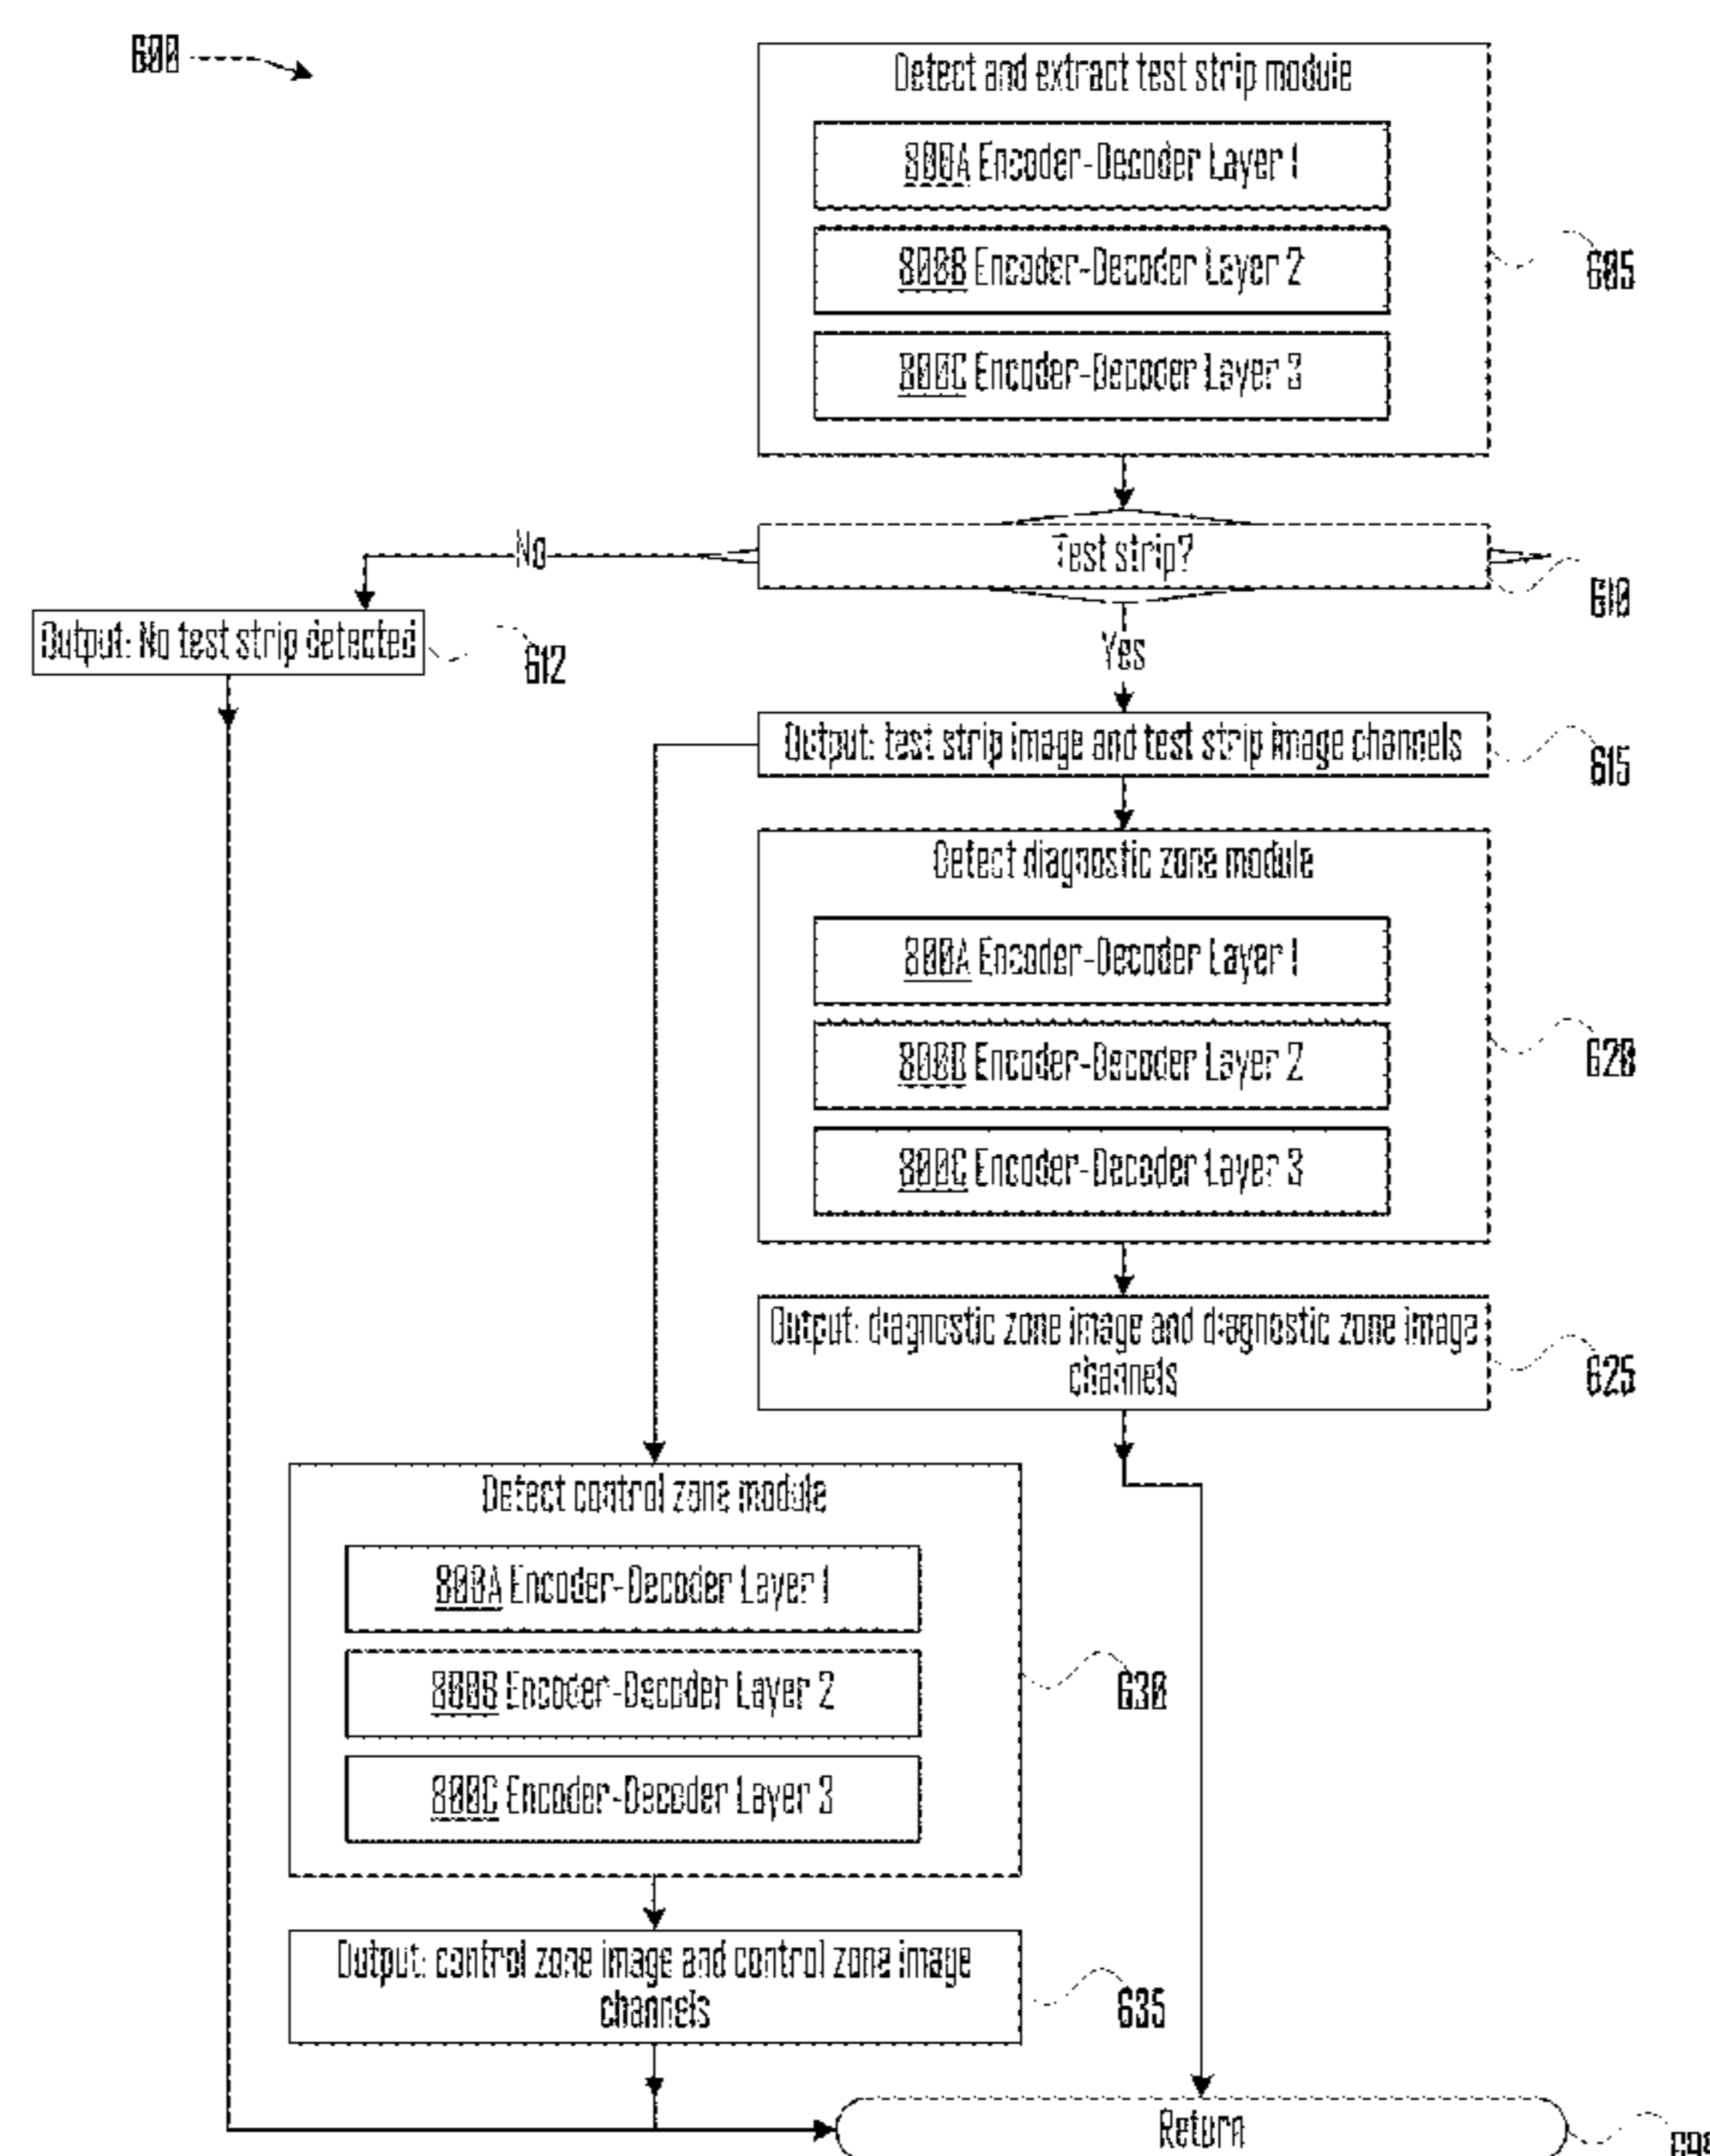 600
Detect and extract test strip module
800A Encoder-Decoder Layer 1
800B Encoder-Decoder Layer 2
800C Encoder-Decoder Layer 3
605
Test strip?
610
No
Yes
Output: No test strip detected
612
Output: test strip image and test strip image channels
615
Detect diagnostic zone module
800A Encoder-Decoder Layer 1
800B Encoder-Decoder Layer 2
800C Encoder-Decoder Layer 3
620
Output: diagnostic zone image and diagnostic zone image
channels
625
Detect control zone module
800A Encoder-Decoder Layer 1
800B Encoder-Decoder Layer 2
800C Encoder-Decoder Layer 3
630
Output: control zone image and control zone image
channels
635
Return